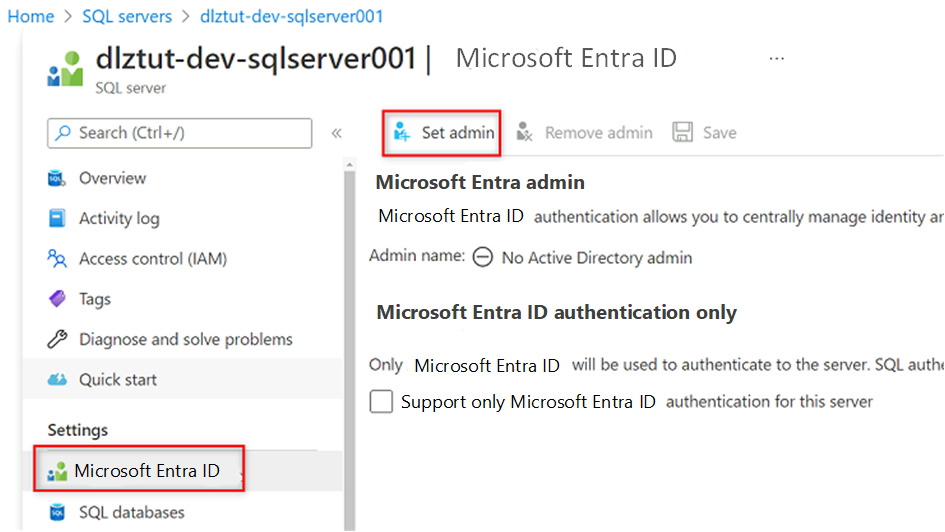 Home > SQL servers > dlztut-dev-sqlserver001
dlztut-dev-sqlserver001 | Microsoft Entra ID ...
SQL server
Search (Ctrl+/) «
Overview
Activity log
Access control (IAM)
Tags
Diagnose and solve problems
Quick start
Settings
Microsoft Entra ID
SQL databases
Set admin Remove admin Save
Microsoft Entra admin
Microsoft Entra ID authentication allows you to centrally manage identity an
Admin name: No Active Directory admin
Microsoft Entra ID authentication only
Only Microsoft Entra ID will be used to authenticate to the server. SQL authe
Support only Microsoft Entra ID authentication for this server